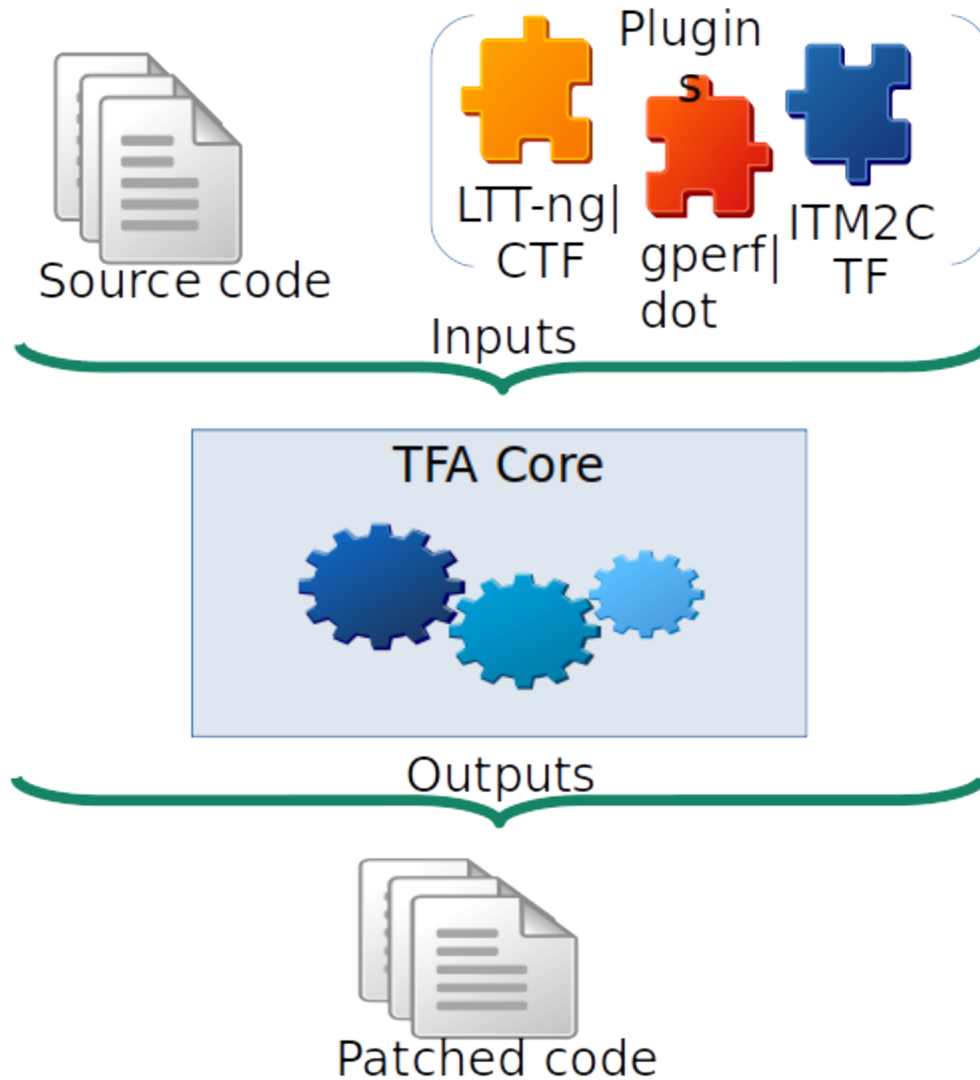 Plugin
s
LTT-ng|
CTF
gperf|
dot
ITM2C
TF
Source code
Inputs
TFA Core
Outputs
Patched code